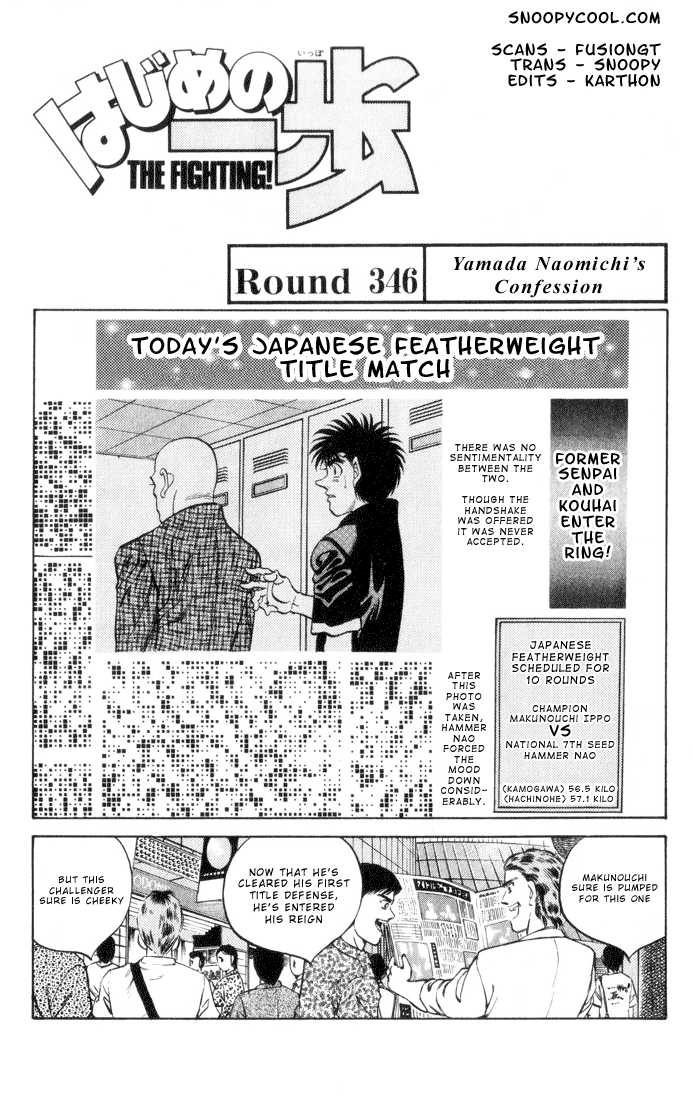 SNOOPYCOOL.COM
SCANS - FUSIONGT
TRANS - SNOOPY
EDITS - KARTHON
はじめの一歩
いっぽ
THE FIGHTING!
Round 346
Yamada Naomichi's
Confession
TODAY'S JAPANESE FEATHERWEIGHT
TITLE MATCH
FORMER
SENPAI
AND
KOUHAI
ENTER
THE
RING!
THERE WAS NO
SENTIMENTALITY
BETWEEN THE
TWO.
THOUGH THE
HANDSHAKE
WAS OFFERED
IT WAS NEVER
ACCEPTED.
JAPANESE
FEATHERWEIGHT
SCHEDULED FOR
10 ROUNDS
CHAMPION
MAKUNOUCHI IPPO
VS
NATIONAL 7TH SEED
HAMMER NAO
(KAMOGAWA) 56.5 KILO
(HACHINOHE) 57.1 KILO
AFTER
THIS
PHOTO
WAS
TAKEN,
HAMMER
NAO
FORCED
THE
MOOD
DOWN
CONSID-
ERABLY.
MAKUNOUCHI
SURE IS PUMPED
FOR THIS ONE
NOW THAT HE'S
CLEARED HIS FIRST
TITLE DEFENSE,
HE'S ENTERED
HIS REIGN
BUT THIS
CHALLENGER
SURE IS CHEEKY